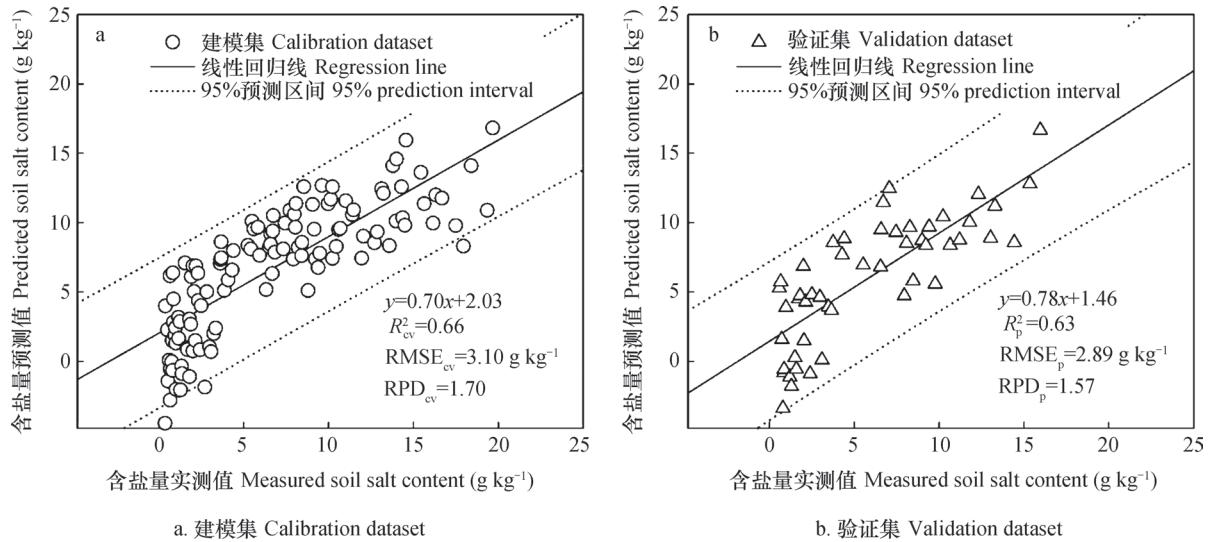 a
建模集 Calibration dataset
线性回归线 Regression line
95%预测区间 95% prediction interval
含盐量预测值 Predicted soil salt content (g kg⁻¹)
25
20
15
10
5
0
y=0.70x+2.03
R²cv=0.66
RMSEcv=3.10 g kg⁻¹
RPDcv=1.70
0 5 10 15 20 25
含盐量实测值 Measured soil salt content (g kg⁻¹)
a. 建模集 Calibration dataset
b
验证集 Validation dataset
线性回归线 Regression line
95%预测区间 95% prediction interval
含盐量预测值 Predicted soil salt content (g kg⁻¹)
25
20
15
10
5
0
y=0.78x+1.46
R²p=0.63
RMSEp=2.89 g kg⁻¹
RPDp=1.57
0 5 10 15 20 25
含盐量实测值 Measured soil salt content (g kg⁻¹)
b. 验证集 Validation dataset